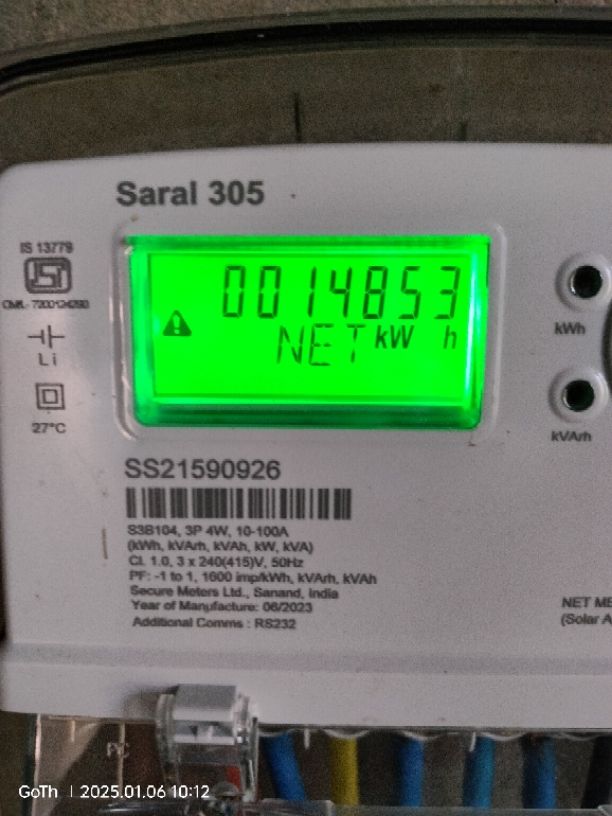 Saral 305
IS 13779
0014853
NET kW h
Li
27°C
kWh
kVArh
SS21590926
S3B104, 3P 4W, 10-100A
(kWh, kVArh, kVAh, kW, kVA)
Cl. 1.0, 3 x 240(415)V, 50Hz
PF: -1 to 1, 1600 imp/kWh, kVArh, kVAh
Secure Meters Ltd., Sanand, India
Year of Manufacture: 06/2023
Additional Comms : RS232
NET
(Solar
GoTh | 2025.01.06 10:12